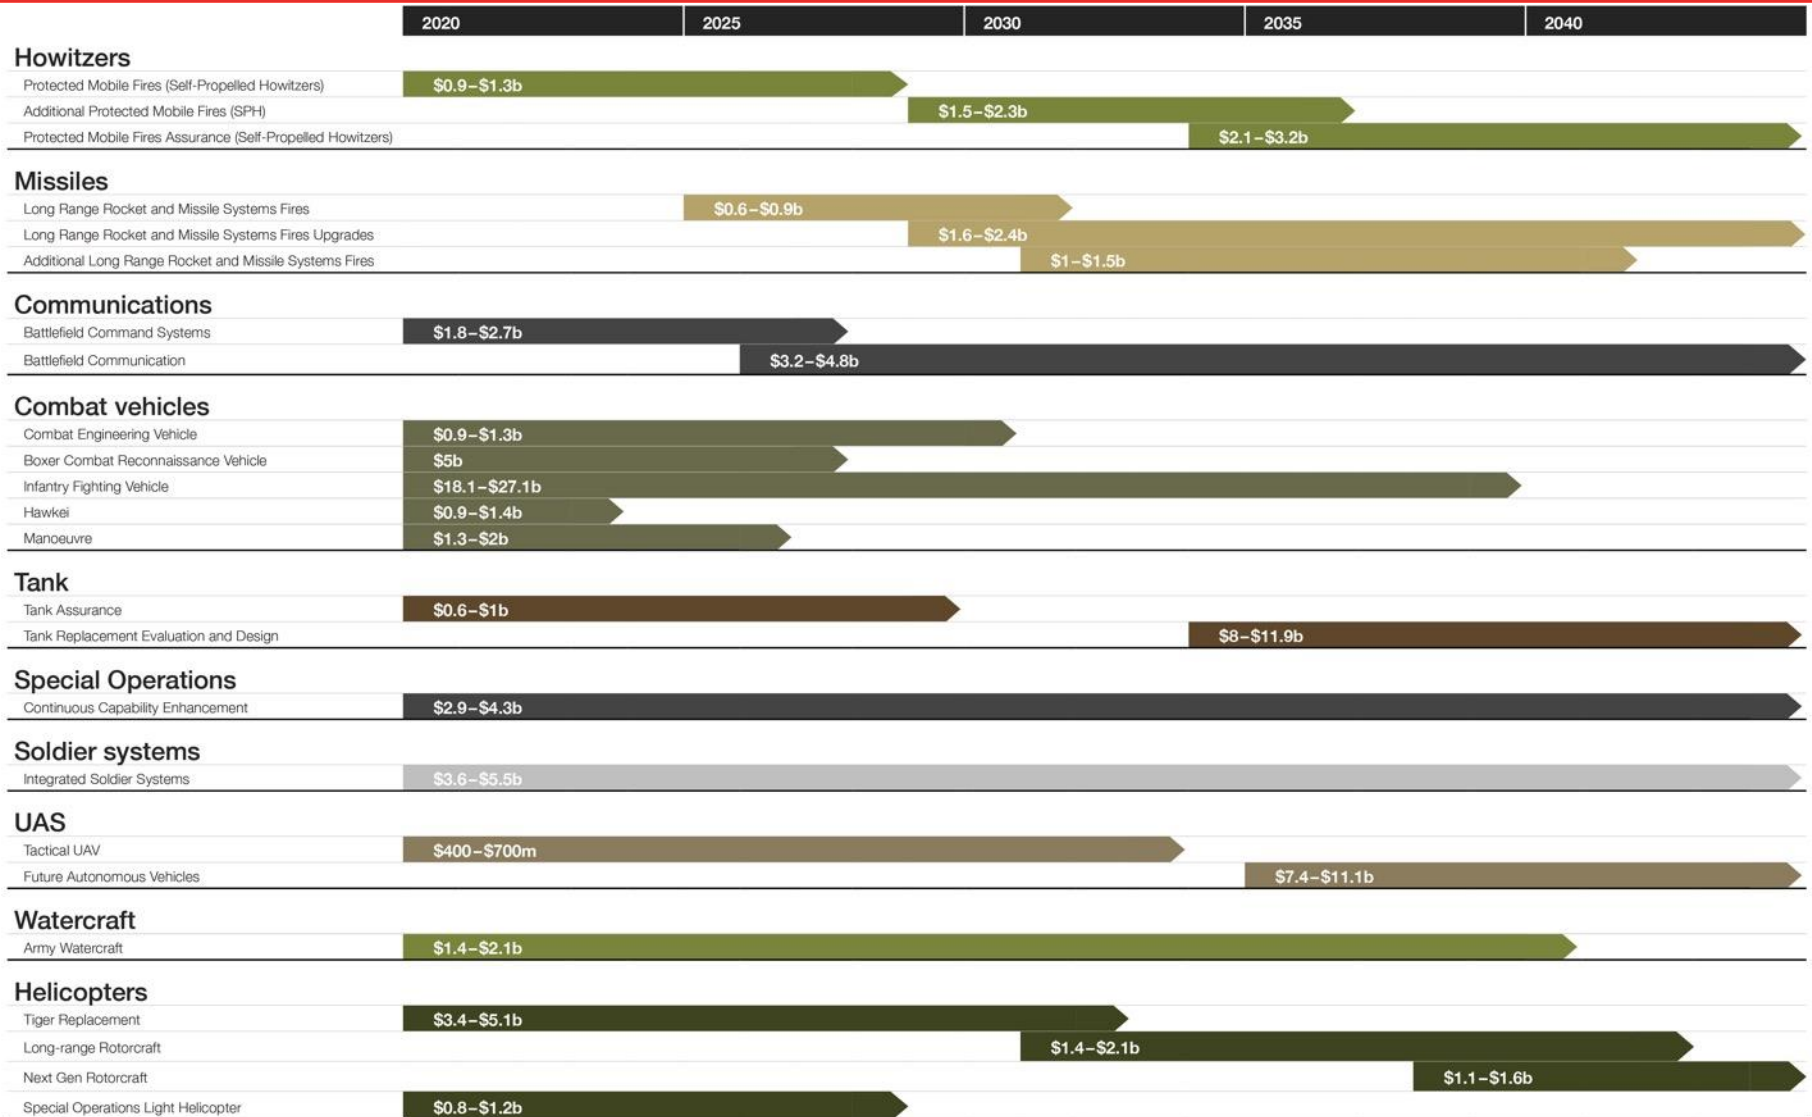 2020 2025 2030 2035 2040
Howitzers
Protected Mobile Fires (Self-Propelled Howitzers) $0.9–$1.3b
Additional Protected Mobile Fires (SPH) $1.5–$2.3b
Protected Mobile Fires Assurance (Self-Propelled Howitzers) $2.1–$3.2b
Missiles
Long Range Rocket and Missile Systems Fires $0.6–$0.9b
Long Range Rocket and Missile Systems Fires Upgrades $1.6–$2.4b
Additional Long Range Rocket and Missile Systems Fires $1–$1.5b
Communications
Battlefield Command Systems $1.8–$2.7b
Battlefield Communication $3.2–$4.8b
Combat vehicles
Combat Engineering Vehicle $0.9–$1.3b
Boxer Combat Reconnaissance Vehicle $5b
Infantry Fighting Vehicle $18.1–$27.1b
Hawkei $0.9–$1.4b
Manoeuvre $1.3–$2b
Tank
Tank Assurance $0.6–$1b
Tank Replacement Evaluation and Design $8–$11.9b
Special Operations
Continuous Capability Enhancement $2.9–$4.3b
Soldier systems
Integrated Soldier Systems $3.6–$5.5b
UAS
Tactical UAV $400–$700m
Future Autonomous Vehicles $7.4–$11.1b
Watercraft
Army Watercraft $1.4–$2.1b
Helicopters
Tiger Replacement $3.4–$5.1b
Long-range Rotorcraft $1.4–$2.1b
Next Gen Rotorcraft $1.1–$1.6b
Special Operations Light Helicopter $0.8–$1.2b